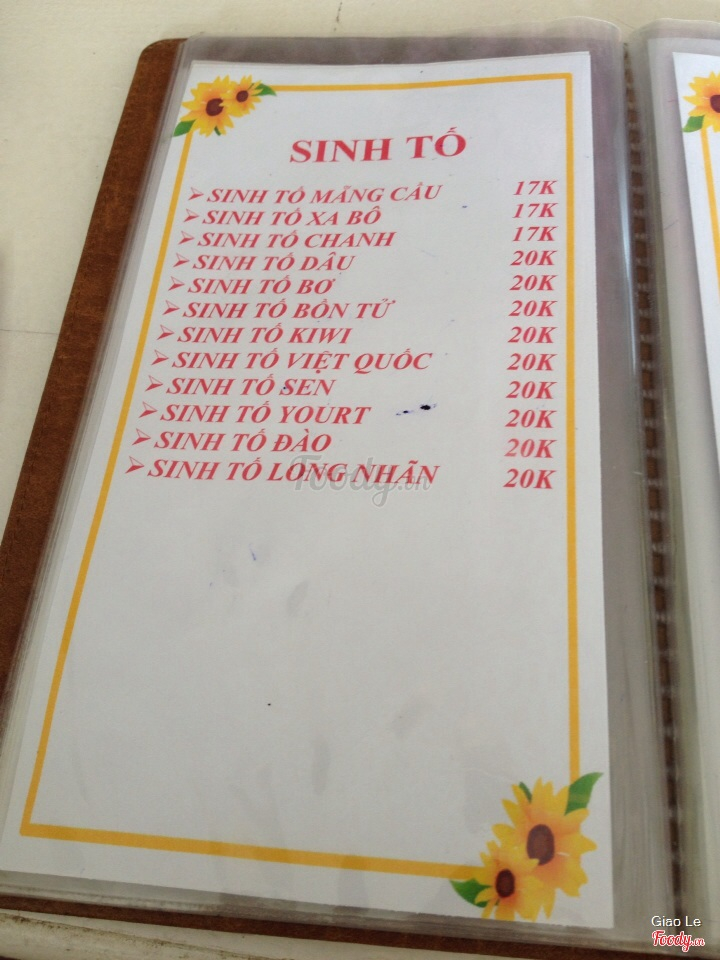 SINH TỐ
➢ SINH TỐ MÃNG CẦU 17K
➢ SINH TỐ XA BÔ 17K
➢ SINH TỐ CHANH 17K
➢ SINH TỐ DÂU 20K
➢ SINH TỐ BƠ 20K
➢ SINH TỐ BỒN TỬ 20K
➢ SINH TỐ KIWI 20K
➢ SINH TỐ VIỆT QUỐC 20K
➢ SINH TỐ SEN 20K
➢ SINH TỐ YOURT 20K
➢ SINH TỐ ĐÀO 20K
➢ SINH TỐ LONG NHÃN 20K
Foody.vn
Giao Le
Foody.vn